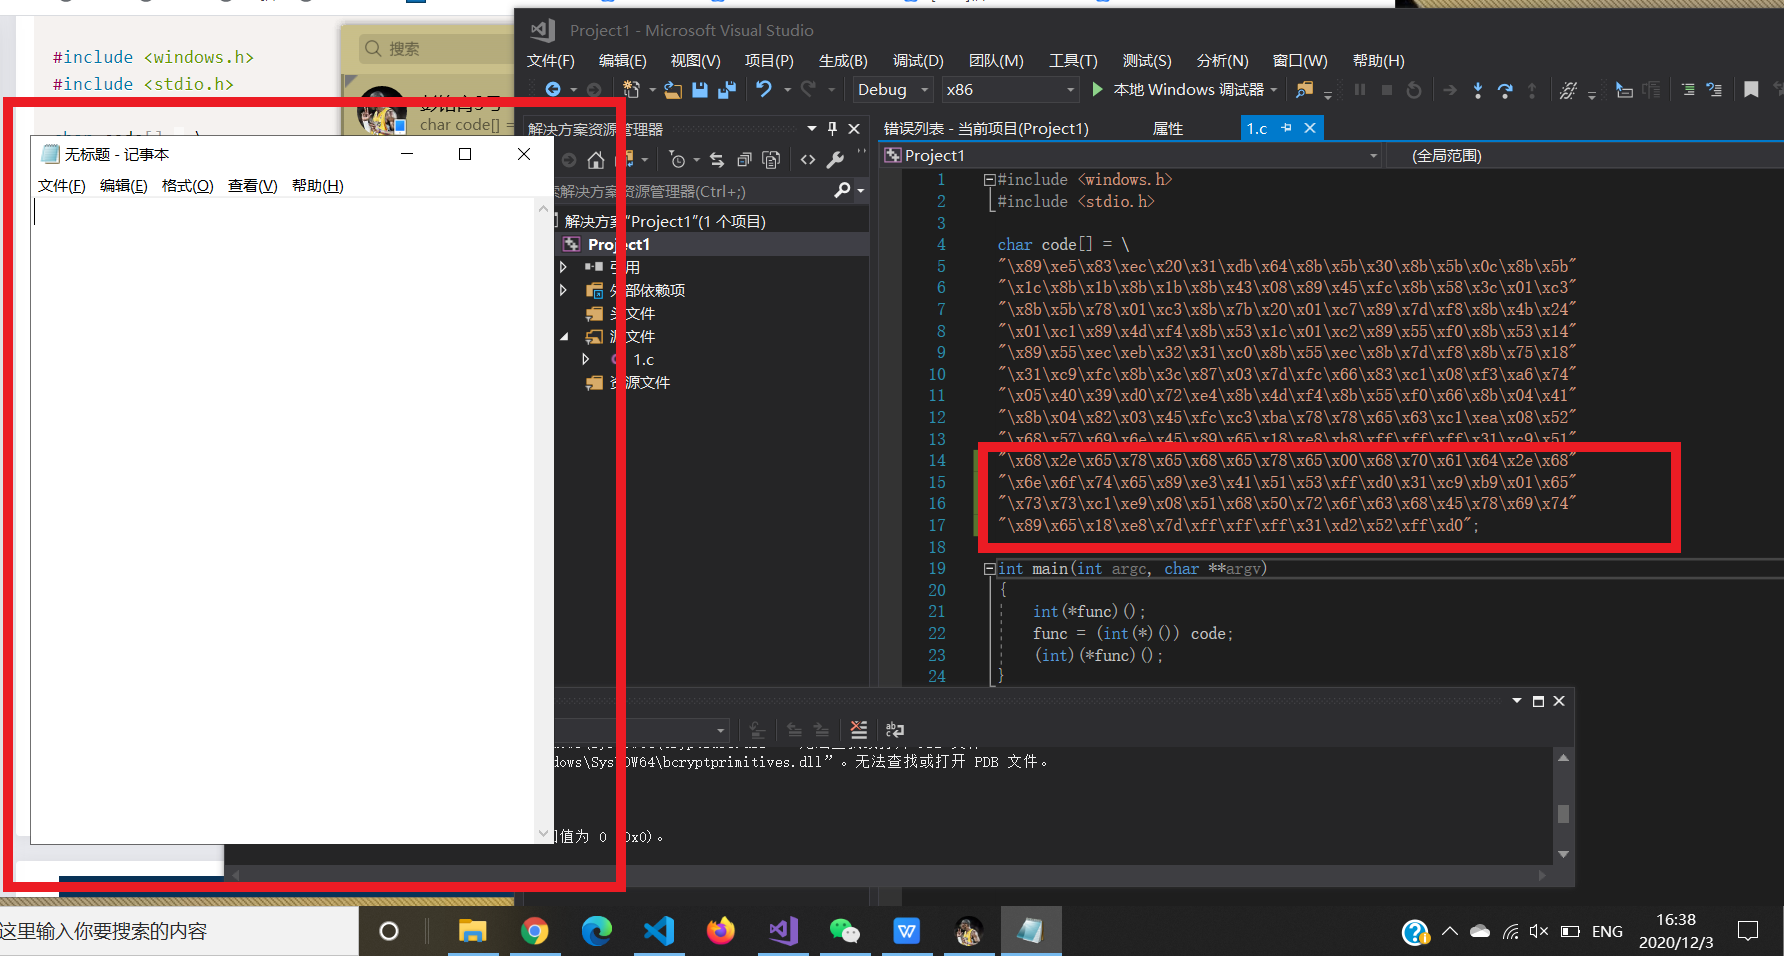 #include <windows.h>
#include <stdio.h>
搜索
char code[] =
无标题 - 记事本
文件(F) 编辑(E) 格式(O) 查看(V) 帮助(H)
Project1 - Microsoft Visual Studio
文件(F) 编辑(E) 视图(V) 项目(P) 生成(B) 调试(D) 团队(M) 工具(T) 测试(S) 分析(N) 窗口(W) 帮助(H)
Debug x86 本地 Windows 调试器
解决方案资源管理器
解决方案资源管理器(Ctrl+;)
解决方案"Project1"(1 个项目)
Project1
引用
外部依赖项
头文件
源文件
1.c
资源文件
错误列表 - 当前项目(Project1) 属性 1.c
Project1 (全局范围)
1 #include <windows.h>
2 #include <stdio.h>
3
4 char code[] = \
5 "\x89\xe5\x83\xec\x20\x31\xdb\x64\x8b\x5b\x30\x8b\x5b\x0c\x8b\x5b"
6 "\x1c\x8b\x1b\x8b\x1b\x8b\x43\x08\x89\x45\xfc\x8b\x58\x3c\x01\xc3"
7 "\x8b\x5b\x78\x01\xc3\x8b\x7b\x20\x01\xc7\x89\x7d\xf8\x8b\x4b\x24"
8 "\x01\xc1\x89\x4d\xf4\x8b\x53\x1c\x01\xc2\x89\x55\xf0\x8b\x53\x14"
9 "\x89\x55\xec\xeb\x32\x31\xc0\x8b\x55\xec\x8b\x7d\xf8\x8b\x75\x18"
10 "\x31\xc9\xfc\x8b\x3c\x87\x03\x7d\xfc\x66\x83\xc1\x08\xf3\xa6\x74"
11 "\x05\x40\x39\xd0\x72\xe4\x8b\x4d\xf4\x8b\x55\xf0\x66\x8b\x04\x41"
12 "\x8b\x04\x82\x03\x45\xfc\xc3\xba\x78\x78\x65\x63\xc1\xea\x08\x52"
13 "\x68\x57\x69\x6e\x45\x89\x65\x18\xe8\xb8\xff\xff\xff\x31\xc9\x51"
14 "\x68\x2e\x65\x78\x65\x68\x65\x78\x65\x00\x68\x70\x61\x64\x2e\x68"
15 "\x6e\x6f\x74\x65\x89\xe3\x41\x51\x53\xff\xd0\x31\xc9\xb9\x01\x65"
16 "\x73\x73\xc1\xe9\x08\x51\x68\x50\x72\x6f\x63\x68\x45\x78\x69\x74"
17 "\x89\x65\x18\xe8\x7d\xff\xff\xff\x31\xd2\x52\xff\xd0";
18
19 int main(int argc, char **argv)
20 {
21 int(*func)();
22 func = (int(*)()) code;
23 (int)(*func)();
24 }
dows\SysWOW64\bcryptprimitives.dll”。无法查找或打开 PDB 文件。
回值为 0 (0x0)。
这里输入你要搜索的内容
ENG
16:38
2020/12/3